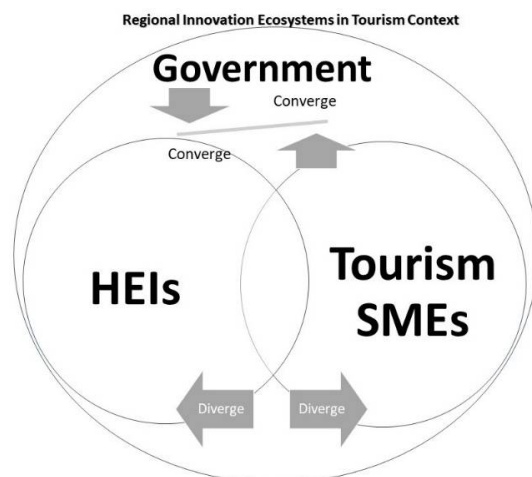 Regional Innovation Ecosystems in Tourism Context
Government
Converge
Converge
HEIs
Tourism
SMEs
Diverge
Diverge